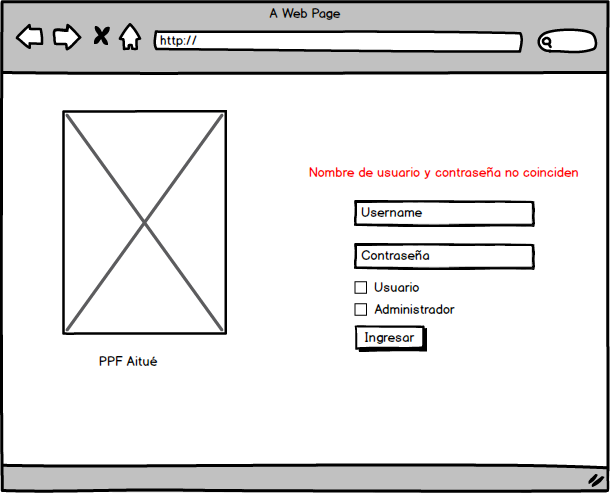 A Web Page
http://
Nombre de usuario y contraseña no coinciden
Username
Contraseña
Usuario
Administrador
Ingresar
PPF Aitué